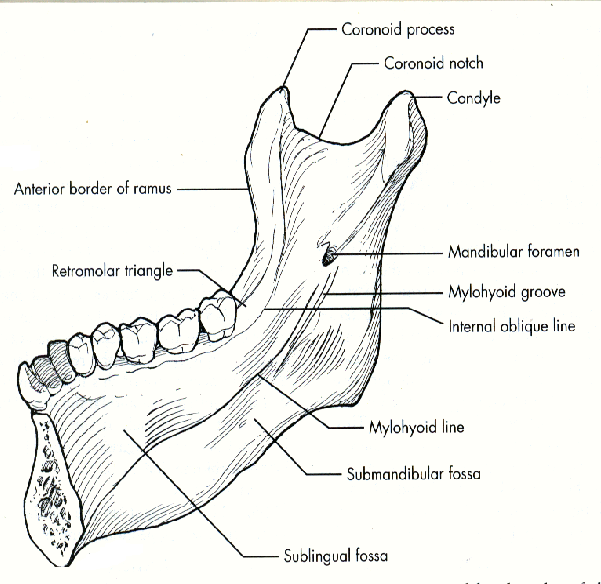 Coronoid process
Coronoid notch
Condyle
Anterior border of ramus
Mandibular foramen
Retromolar triangle
Mylohyoid groove
Internal oblique line
Mylohyoid line
Submandibular fossa
Sublingual fossa